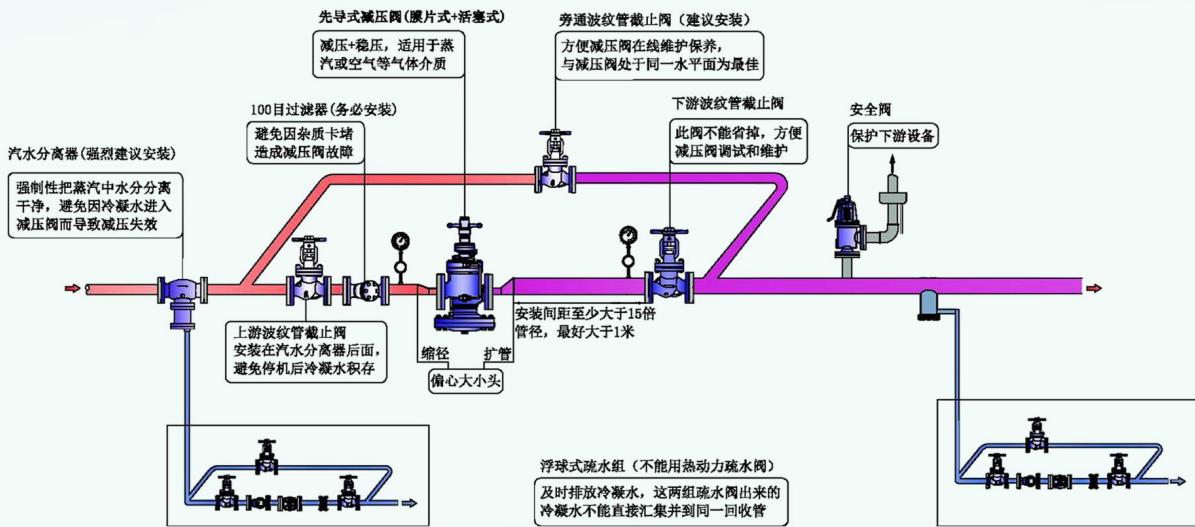 先导式减压阀(膜片式+活塞式)
减压+稳压，适用于蒸
汽或空气等气体介质
旁通波纹管截止阀（建议安装）
方便减压阀在线维护保养，
与减压阀处于同一水平面为最佳
100目过滤器(务必安装)
避免因杂质卡堵
造成减压阀故障
下游波纹管截止阀
此阀不能省掉，方便
减压阀调试和维护
安全阀
保护下游设备
汽水分离器(强烈建议安装)
强制性把蒸汽中水分分离
干净，避免因冷凝水进入
减压阀而导致减压失效
上游波纹管截止阀
安装在汽水分离器后面，
避免停机后冷凝水积存
缩径
扩管
偏心大小头
安装间距至少大于15倍
管径，最好大于1米
浮球式疏水组（不能用热动力疏水阀）
及时排放冷凝水，这两组疏水阀出来的
冷凝水不能直接汇集并到同一回收管